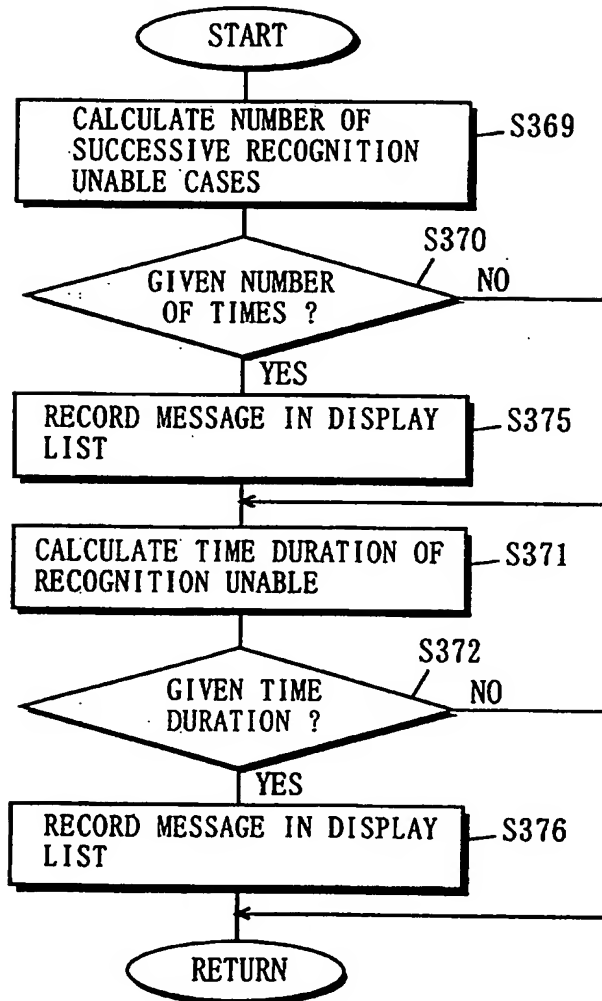 START
CALCULATE NUMBER OF
SUCCESSIVE RECOGNITION
UNABLE CASES
S369
S370
GIVEN NUMBER
OF TIMES ?
NO
YES
RECORD MESSAGE IN DISPLAY
LIST
S375
CALCULATE TIME DURATION OF
RECOGNITION UNABLE
S371
S372
GIVEN TIME
DURATION ?
NO
YES
RECORD MESSAGE IN DISPLAY
LIST
S376
RETURN